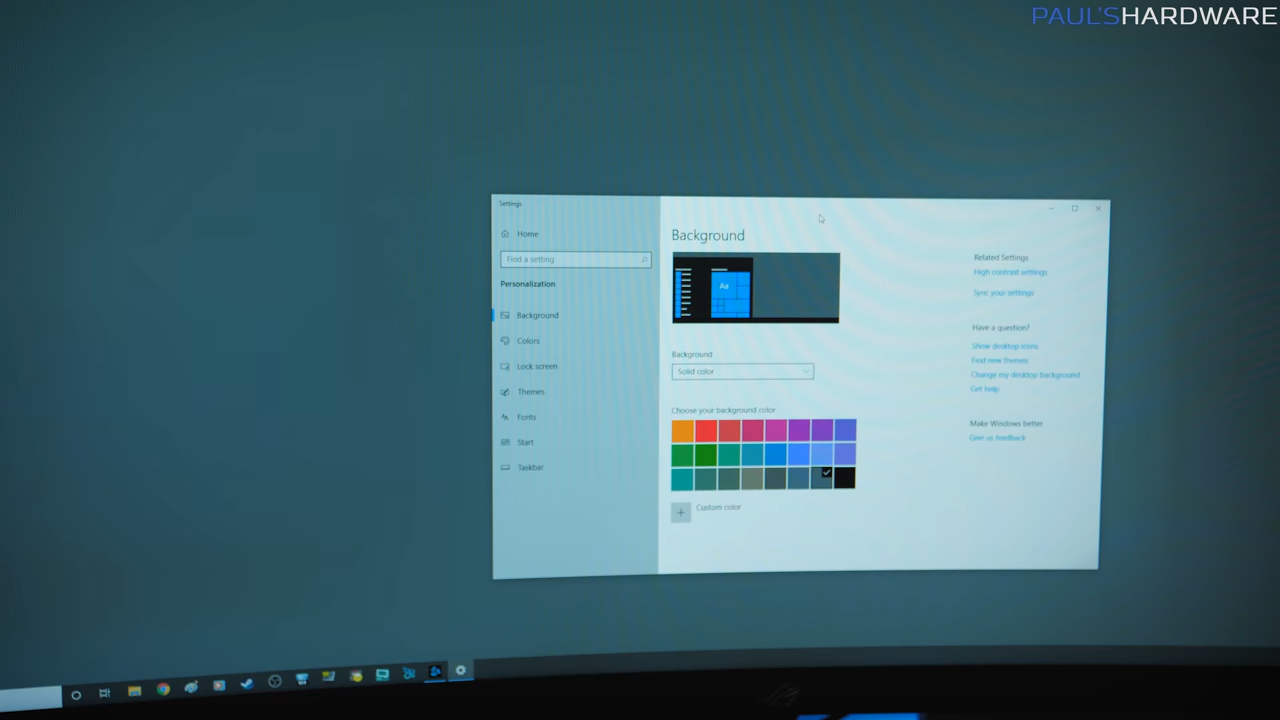 PAUL'SHARDWARE
Settings
Home
Find a setting
Personalization
Background
Colors
Lock screen
Themes
Fonts
Start
Taskbar
Background
Aa
Background
Solid color
Choose your background color
Custom color
Related Settings
High contrast settings
Sync your settings
Have a question?
Show desktop icons
Find new themes
Change my desktop background
Get help
Make Windows better
Give us feedback